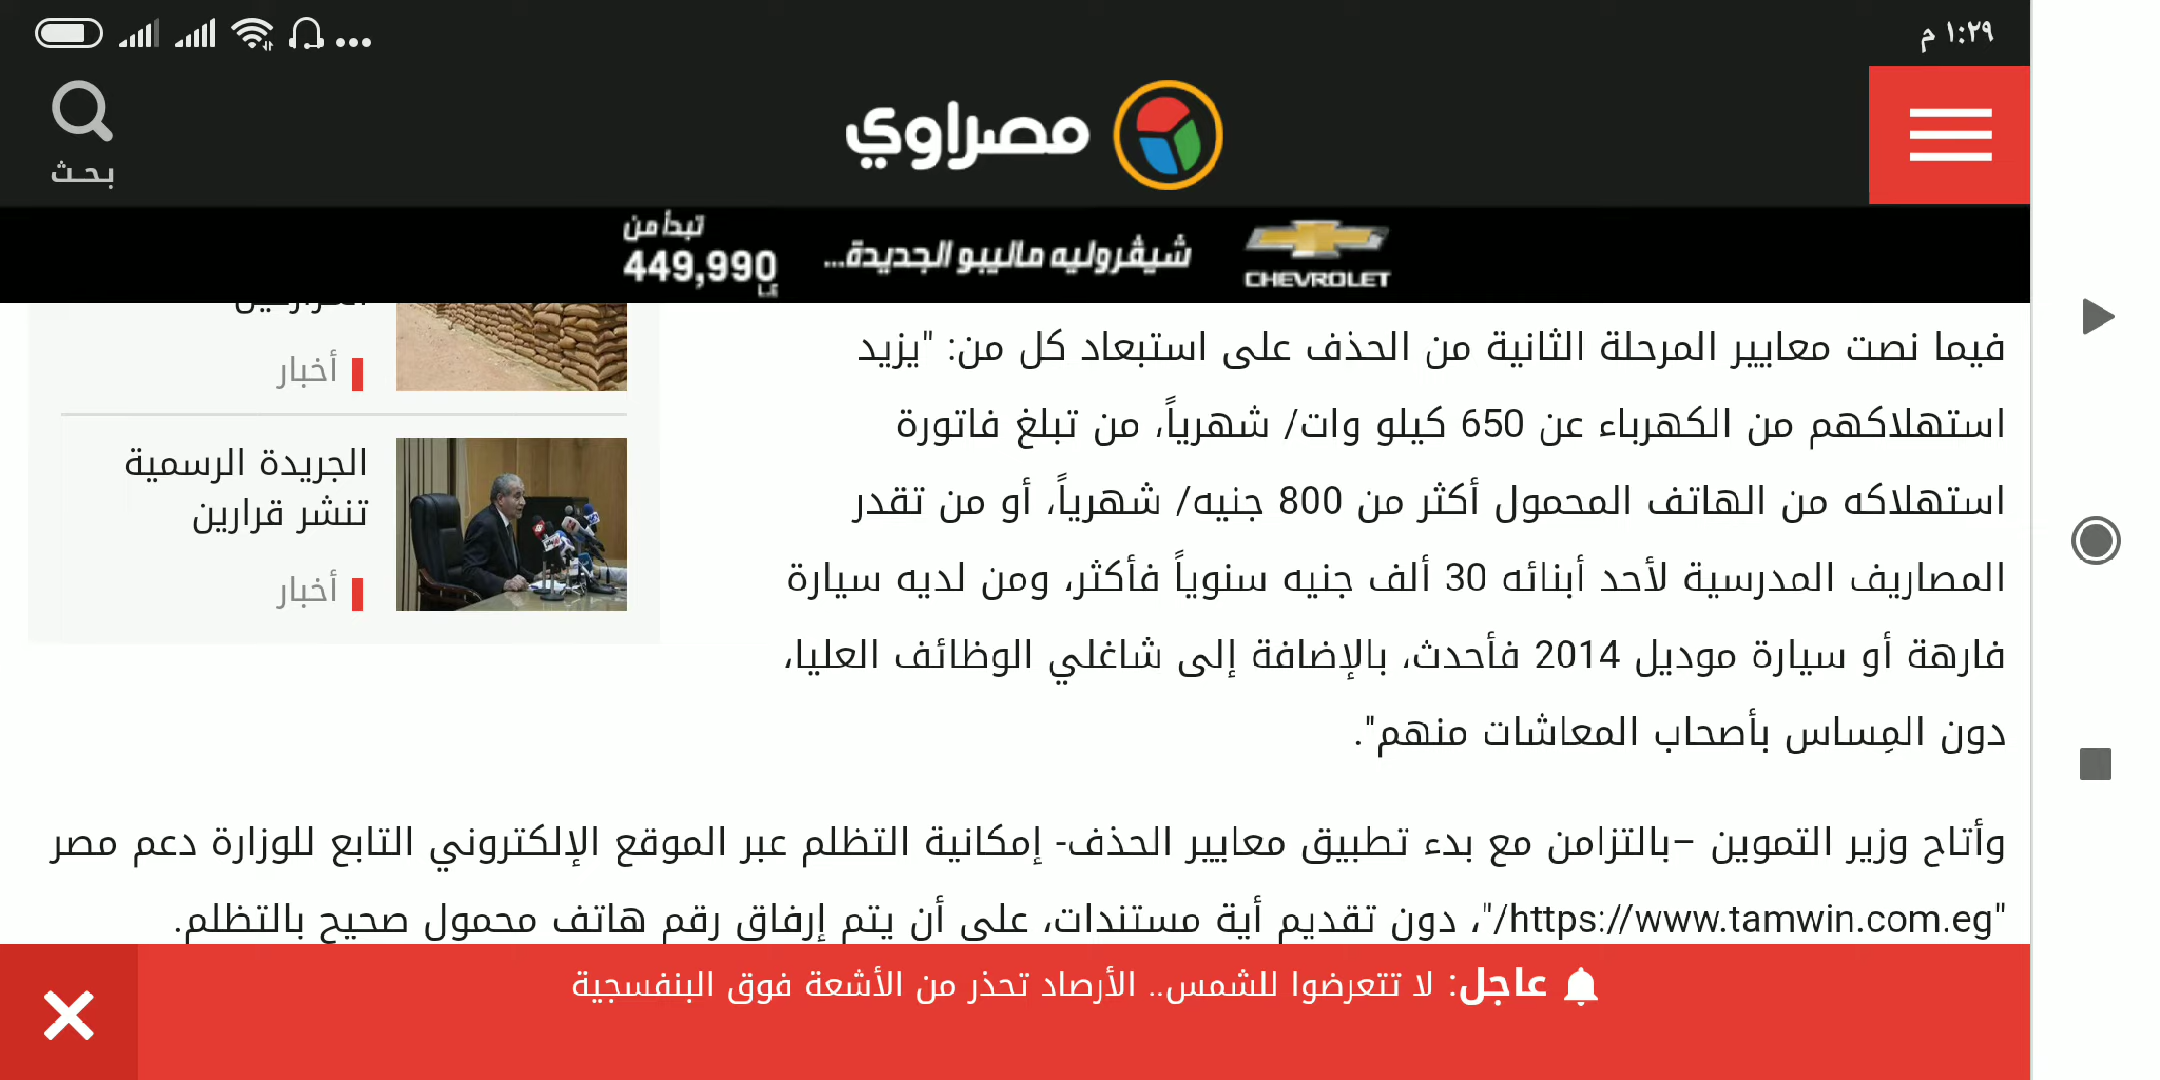 ١:٢٩ م
بحث
مصراوي
تبدأ من
449,990
شيڤروليه ماليبو الجديدة...
CHEVROLET
فيما نصت معايير المرحلة الثانية من الحذف على استبعاد كل من: "يزيد
استهلاكهم من الكهرباء عن 650 كيلو وات/ شهرياً، من تبلغ فاتورة
استهلاكه من الهاتف المحمول أكثر من 800 جنيه/ شهرياً، أو من تقدر
المصاريف المدرسية لأحد أبنائه 30 ألف جنيه سنوياً فأكثر، ومن لديه سيارة
فارهة أو سيارة موديل 2014 فأحدث، بالإضافة إلى شاغلي الوظائف العليا،
دون المِساس بأصحاب المعاشات منهم".
أخبار
الجريدة الرسمية
تنشر قرارين
أخبار
وأتاح وزير التموين –بالتزامن مع بدء تطبيق معايير الحذف- إمكانية التظلم عبر الموقع الإلكتروني التابع للوزارة دعم مصر
"https://www.tamwin.com.eg/"، دون تقديم أية مستندات، على أن يتم إرفاق رقم هاتف محمول صحيح بالتظلم.
عاجل: لا تتعرضوا للشمس.. الأرصاد تحذر من الأشعة فوق البنفسجية